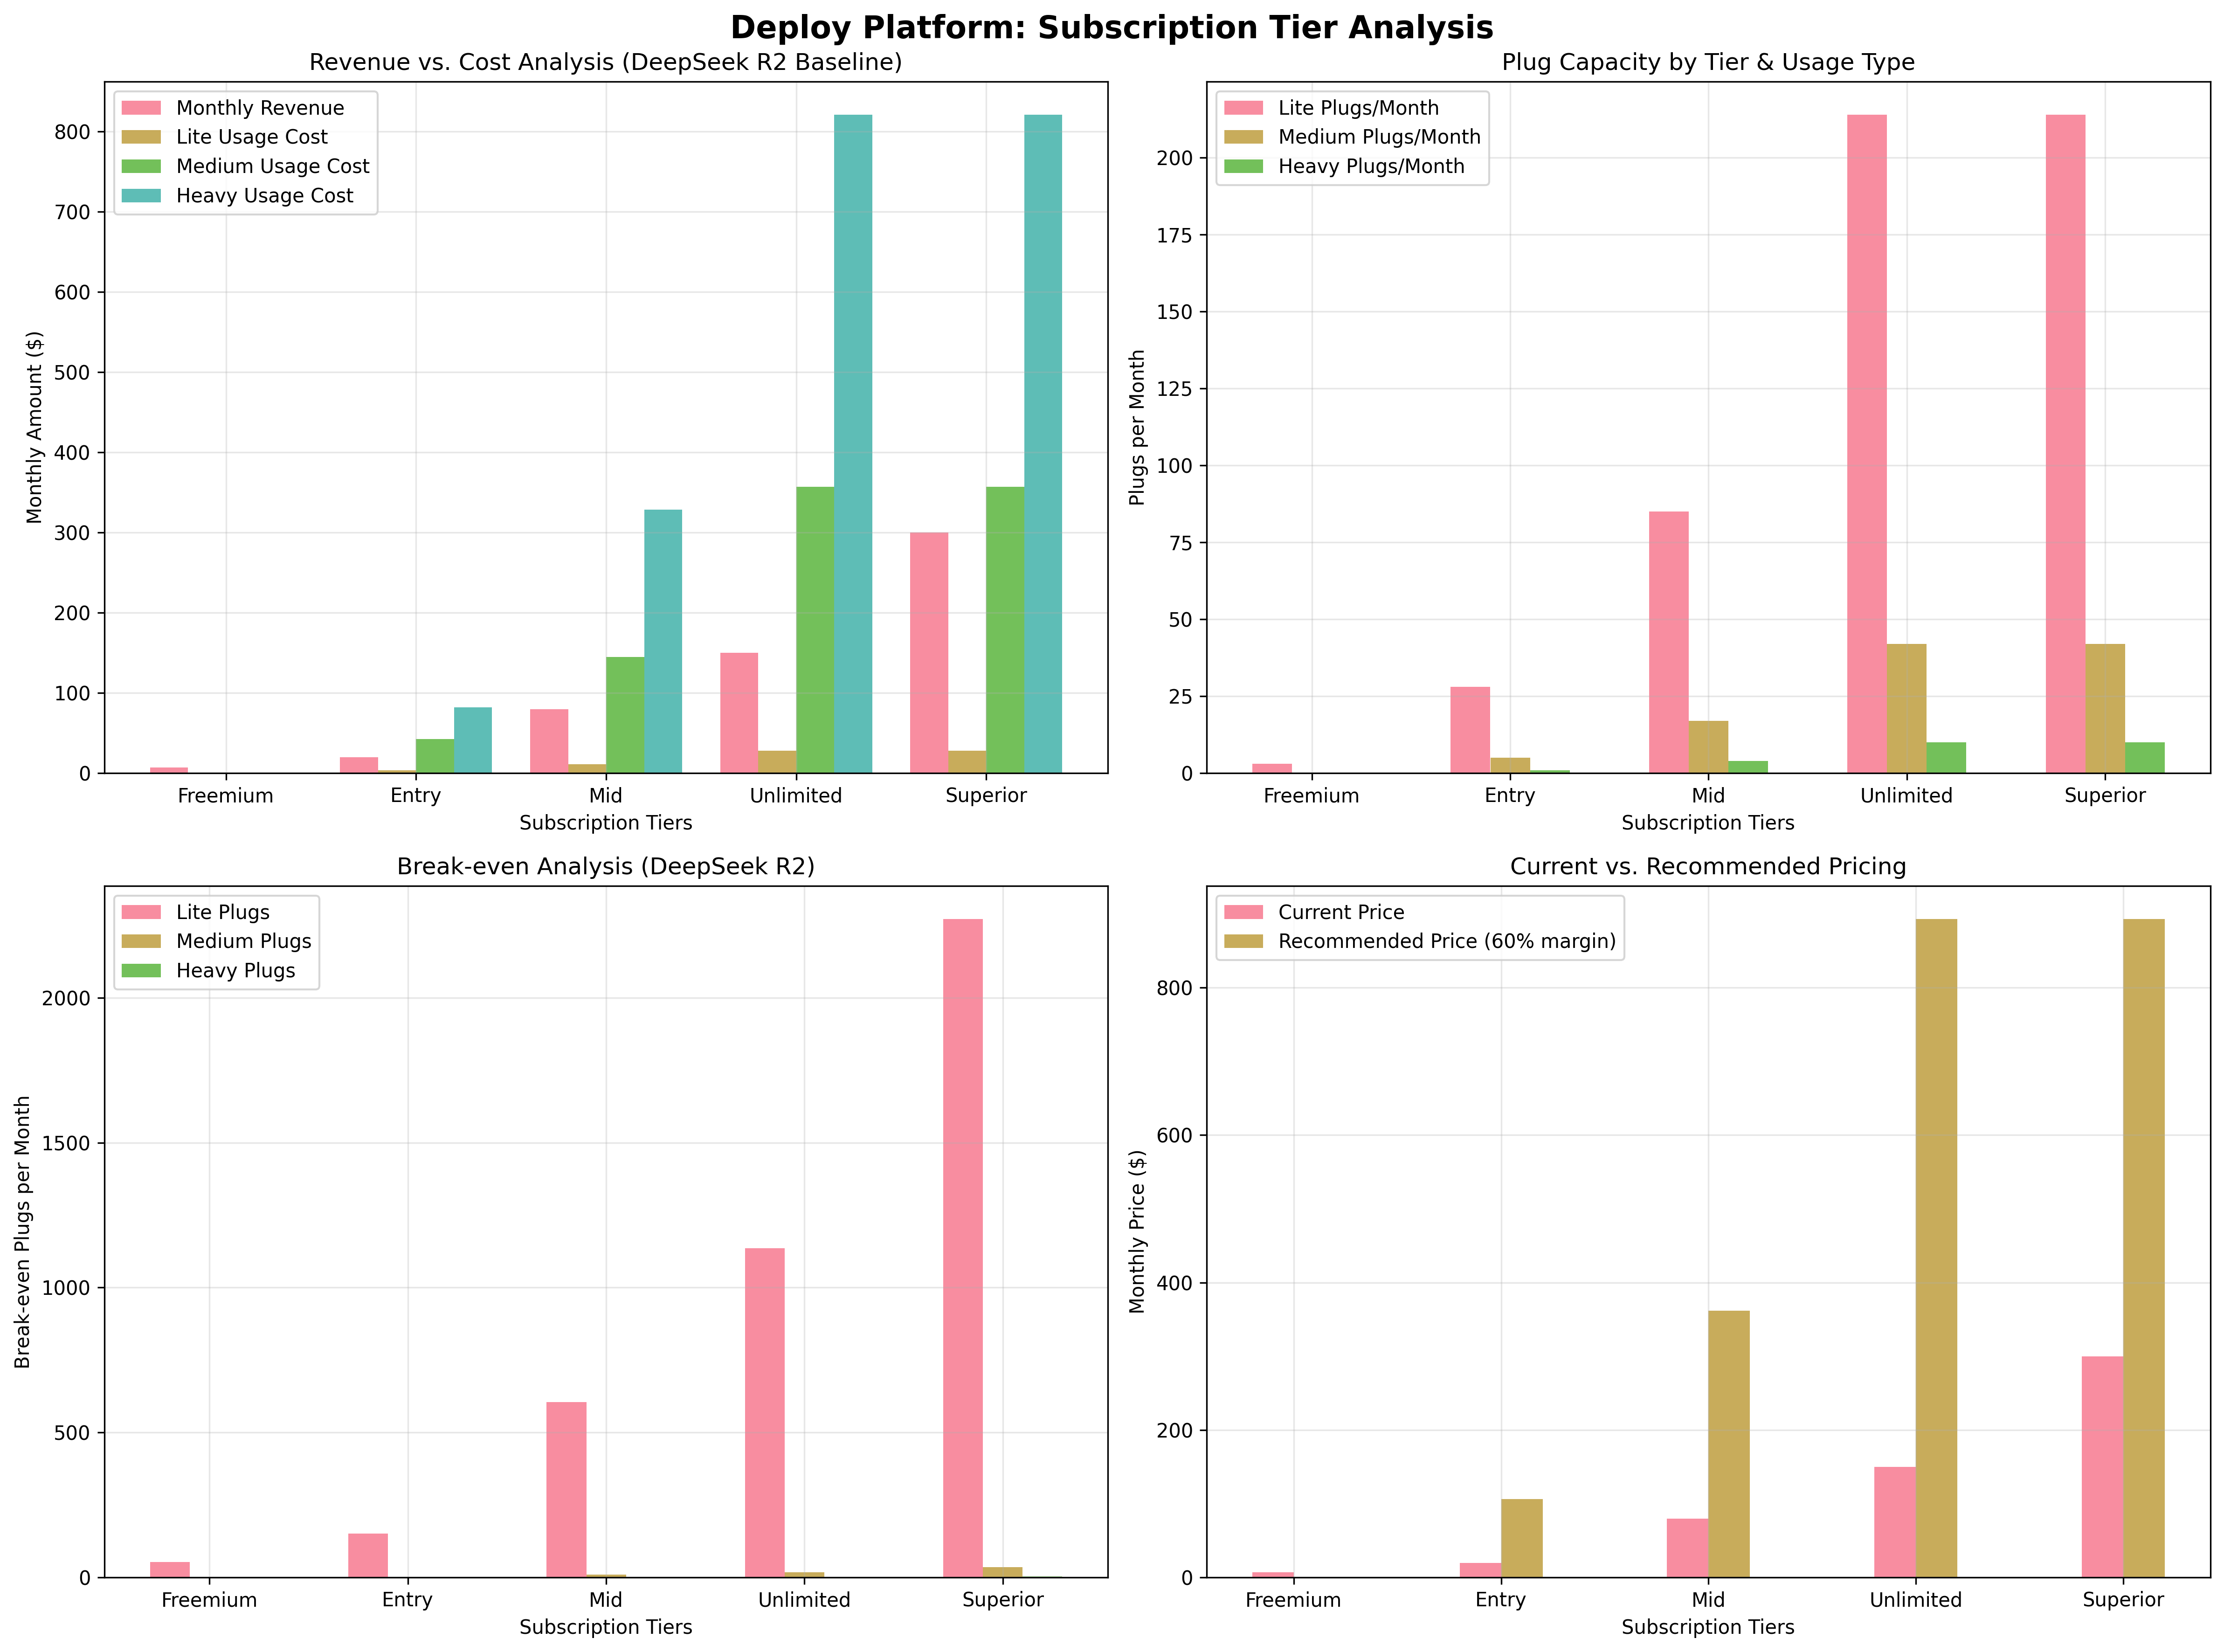 Deploy Platform: Subscription Tier Analysis
Revenue vs. Cost Analysis (DeepSeek R2 Baseline)
Monthly Revenue
Lite Usage Cost
Medium Usage Cost
Heavy Usage Cost
Monthly Amount ($)
800
700
600
500
400
300
200
100
0
Freemium Entry Mid Unlimited Superior
Subscription Tiers
Plug Capacity by Tier & Usage Type
Lite Plugs/Month
Medium Plugs/Month
Heavy Plugs/Month
Plugs per Month
200
175
150
125
100
75
50
25
0
Freemium Entry Mid Unlimited Superior
Subscription Tiers
Break-even Analysis (DeepSeek R2)
Lite Plugs
Medium Plugs
Heavy Plugs
Break-even Plugs per Month
2000
1500
1000
500
0
Freemium Entry Mid Unlimited Superior
Subscription Tiers
Current vs. Recommended Pricing
Current Price
Recommended Price (60% margin)
Monthly Price ($)
800
600
400
200
0
Freemium Entry Mid Unlimited Superior
Subscription Tiers